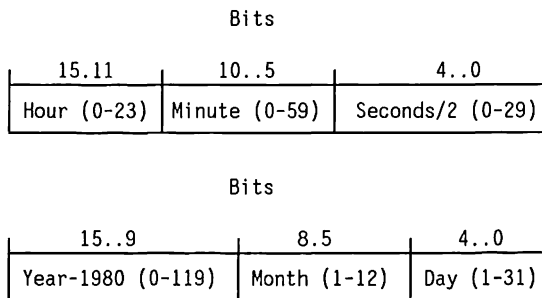 Bits
15.11 10..5 4..0
Hour (0-23) Minute (0-59) Seconds/2 (0-29)
Bits
15..9 8.5 4..0
Year-1980 (0-119) Month (1-12) Day (1-31)